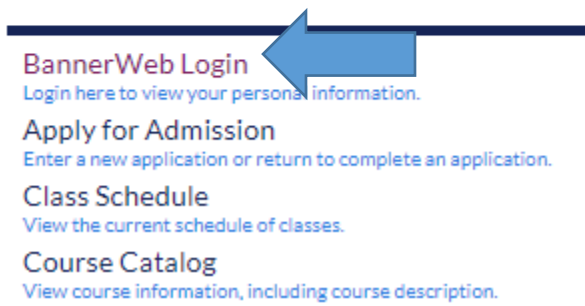 BannerWeb Login
Login here to view your personal information.
Apply for Admission
Enter a new application or return to complete an application.
Class Schedule
View the current schedule of classes.
Course Catalog
View course information, including course description.